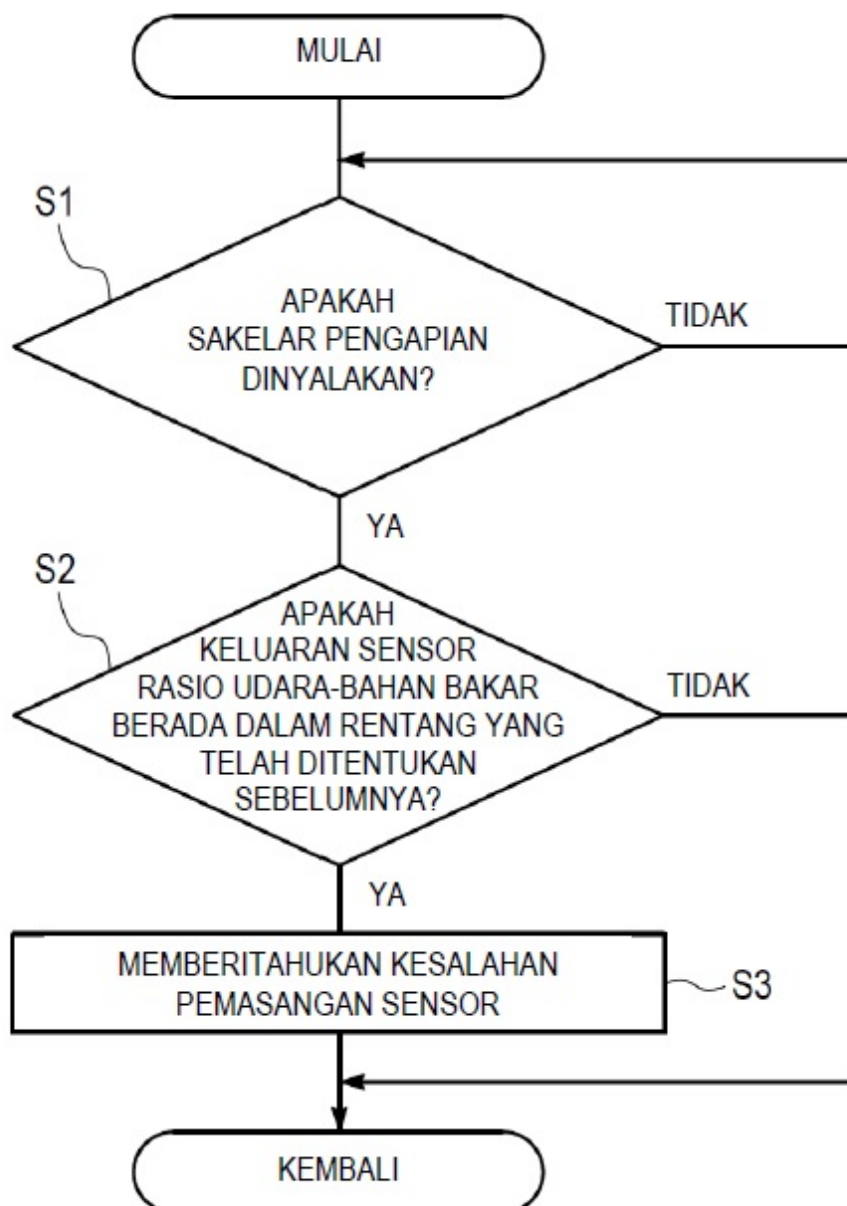 MULAI
S1
APAKAH
SAKELAR PENGAPIAN
DINYALAKAN?
TIDAK
YA
S2
APAKAH
KELUARAN SENSOR
RASIO UDARA-BAHAN BAKAR
BERADA DALAM RENTANG YANG
TELAH DITENTUKAN
SEBELUMNYA?
TIDAK
YA
MEMBERITAHUKAN KESALAHAN
PEMASANGAN SENSOR
S3
KEMBALI